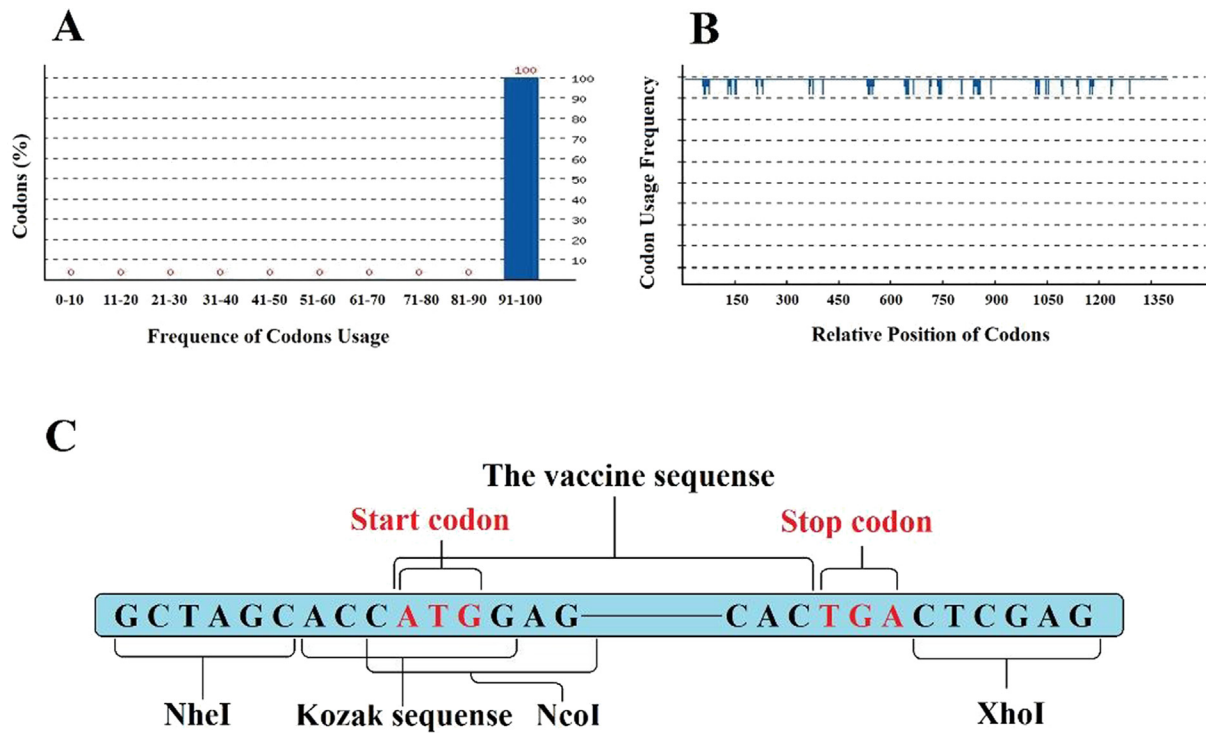 A
B
100
100
90
80
70
60
50
40
30
20
10
Codons (%)
0 0 0 0 0 0 0 0 0
0-10 11-20 21-30 31-40 41-50 51-60 61-70 71-80 81-90 91-100
Frequence of Codons Usage
Codon Usage Frequency
150 300 450 600 750 900 1050 1200 1350
Relative Position of Codons
C
The vaccine sequense
Start codon
Stop codon
G C T A G C A C C A T G G A G C A C T G A C T C G A G
NheI
Kozak sequense
NcoI
XhoI